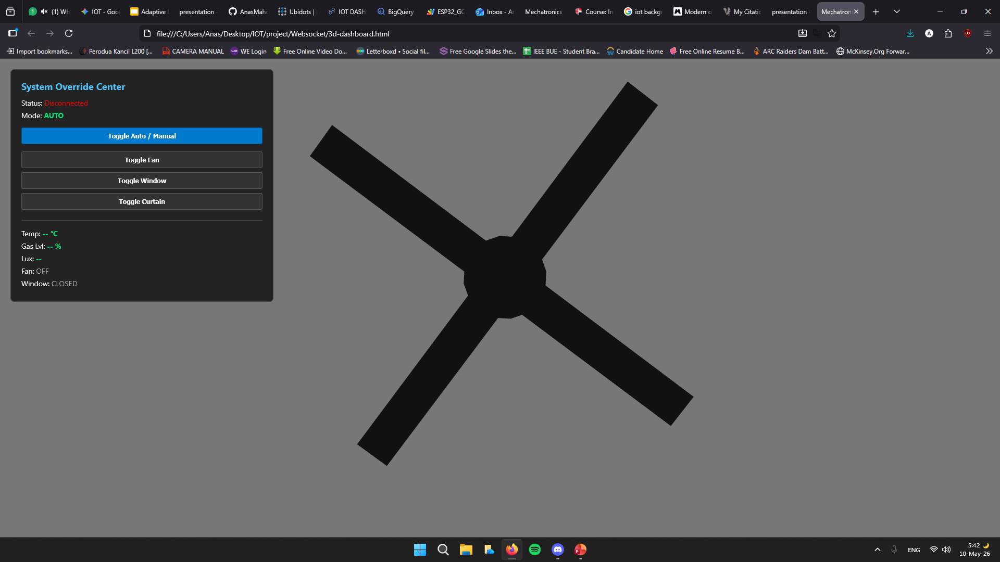 (1) Wh
IOT - Goo
Adaptive
presentation
AnasMah
Ubidots |
IOT DASH
BigQuery
ESP32_GC
Inbox - A
Mechatronics
Course: In
iot backgr
Modern ci
My Citatio
presentation
Mechatron
file:///C:/Users/Anas/Desktop/IOT/project/Websocket/3d-dashboard.html
Import bookmarks...
Perodua Kancil L200 [...
CAMERA MANUAL
WE Login
Free Online Video Do...
Letterboxd • Social fil...
Free Google Slides the...
IEEE BUE - Student Bra...
Candidate Home
Free Online Resume B...
ARC Raiders Dam Batt...
McKinsey.Org Forwar...
System Override Center
Status: Disconnected
Mode: AUTO
Toggle Auto / Manual
Toggle Fan
Toggle Window
Toggle Curtain
Temp: -- °C
Gas Lvl: -- %
Lux: --
Fan: OFF
Window: CLOSED
ENG
5:42
10-May-26